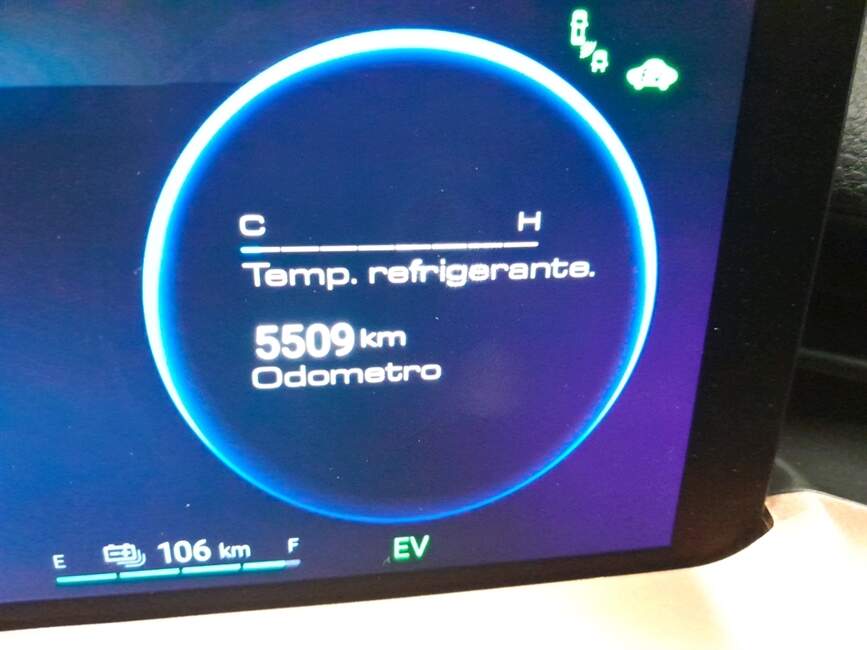 C H
Temp. refrigerante.
5509 km
Odometro
E 106 km F
EV